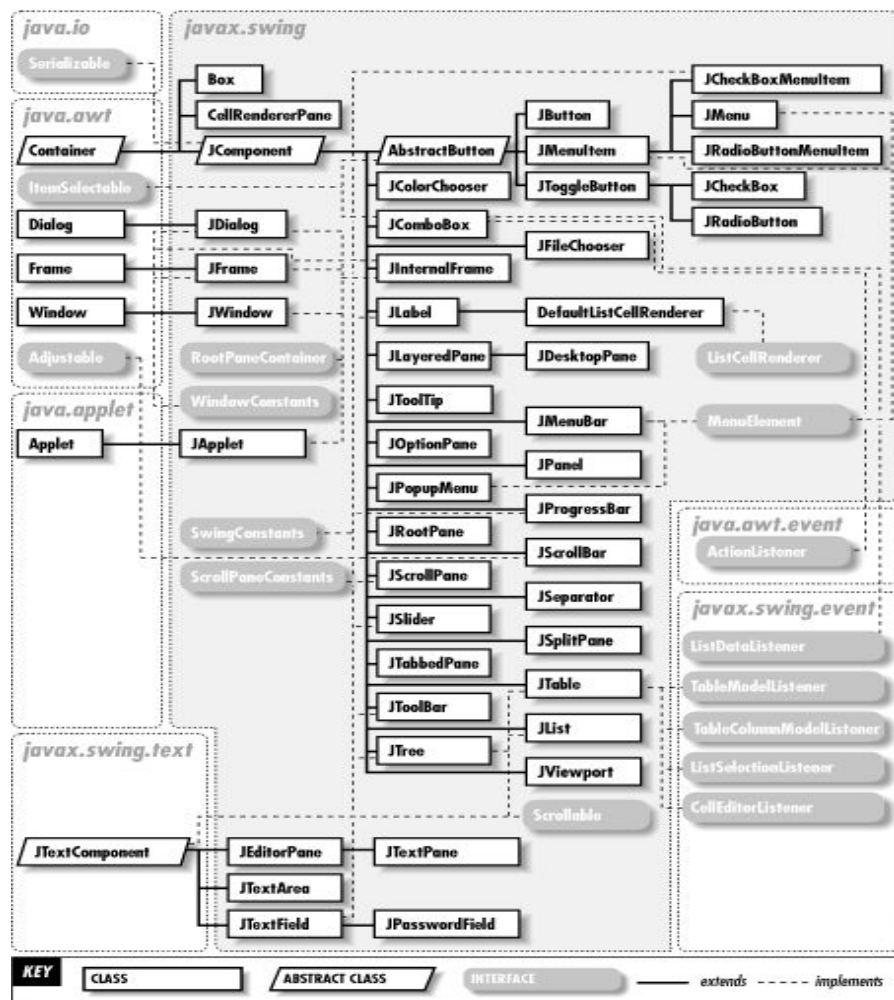 java.io
javax.swing
Serializable
Box
JCheckBoxMenuItem
java.awt
CellRendererPane
JButton
JMenu
Container
JComponent
AbstractButton
JMenuItem
JRadioButtonMenuItem
ItemSelectable
JColorChooser
JToggleButton
JCheckBox
Dialog
JDialog
JComboBox
JRadioButton
JFileChooser
Frame
JFrame
JInternalFrame
Window
JWindow
JLabel
DefaultListCellRenderer
Adjustable
RootPaneContainer
JLayeredPane
JDesktopPane
ListCellRenderer
WindowConstants
JToolTip
java.applet
JMenuBar
MenuElement
Applet
JApplet
JOptionPane
JPanel
JPopupMenu
JProgressBar
java.awt.event
SwingConstants
JRootPane
JScrollBar
ActionListener
ScrollPaneConstants
JScrollPane
JSeparator
javax.swing.event
JSlider
JSplitPane
ListDataListener
JTabbedPane
JTable
TableModelListener
JToolBar
JList
TableColumnModelListener
javax.swing.text
JTree
JViewport
ListSelectionListener
Scrollable
CellEditorListener
JTextComponent
JEditorPane
JTextPane
JTextArea
JTextField
JPasswordField
KEY
CLASS
ABSTRACT CLASS
INTERFACE
extends
implements